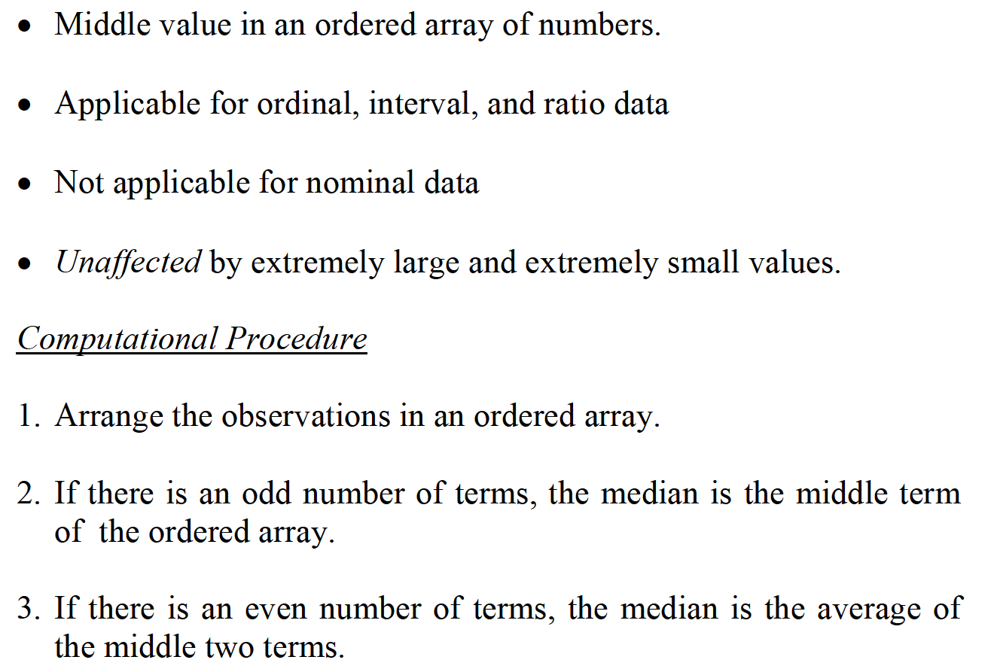 • Middle value in an ordered array of numbers.
• Applicable for ordinal, interval, and ratio data
• Not applicable for nominal data
• Unaffected by extremely large and extremely small values.
Computational Procedure
1. Arrange the observations in an ordered array.
2. If there is an odd number of terms, the median is the middle term
of the ordered array.
3. If there is an even number of terms, the median is the average of
the middle two terms.